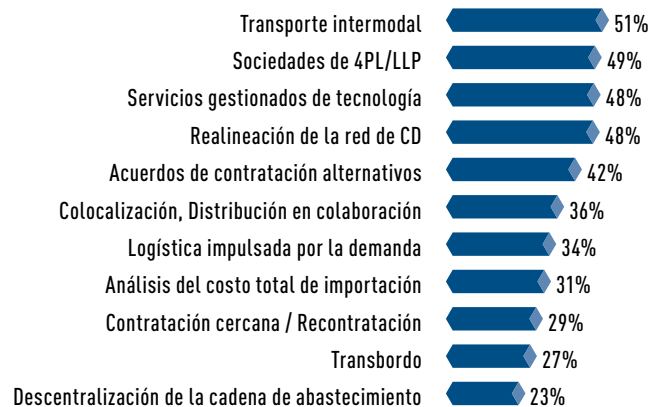 Transporte intermodal 51%
Sociedades de 4PL/LLP 49%
Servicios gestionados de tecnología 48%
Realineación de la red de CD 48%
Acuerdos de contratación alternativos 42%
Colocalización, Distribución en colaboración 36%
Logística impulsada por la demanda 34%
Análisis del costo total de importación 31%
Contratación cercana / Recontratación 29%
Transbordo 27%
Descentralización de la cadena de abastecimiento 23%